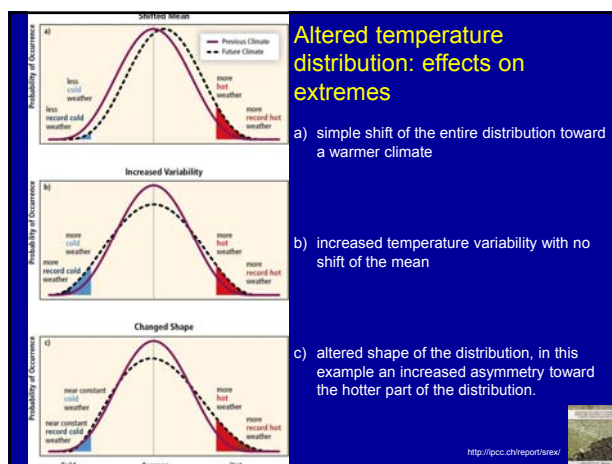 Shifted Mean
Probability of Occurrence
a)
Previous Climate
Future Climate
less
cold
weather
less
record cold
weather
more
hot
weather
more
record hot
weather
Increased Variability
Probability of Occurrence
b)
more
cold
weather
more
record cold
weather
more
hot
weather
more
record hot
weather
Changed Shape
Probability of Occurrence
c)
near constant
cold
weather
near constant
record cold
weather
more
hot
weather
more
record hot
weather
Average
Altered temperature
distribution: effects on
extremes
a) simple shift of the entire distribution toward
a warmer climate
b) increased temperature variability with no
shift of the mean
c) altered shape of the distribution, in this
example an increased asymmetry toward
the hotter part of the distribution.
http://ipcc.ch/report/srex/